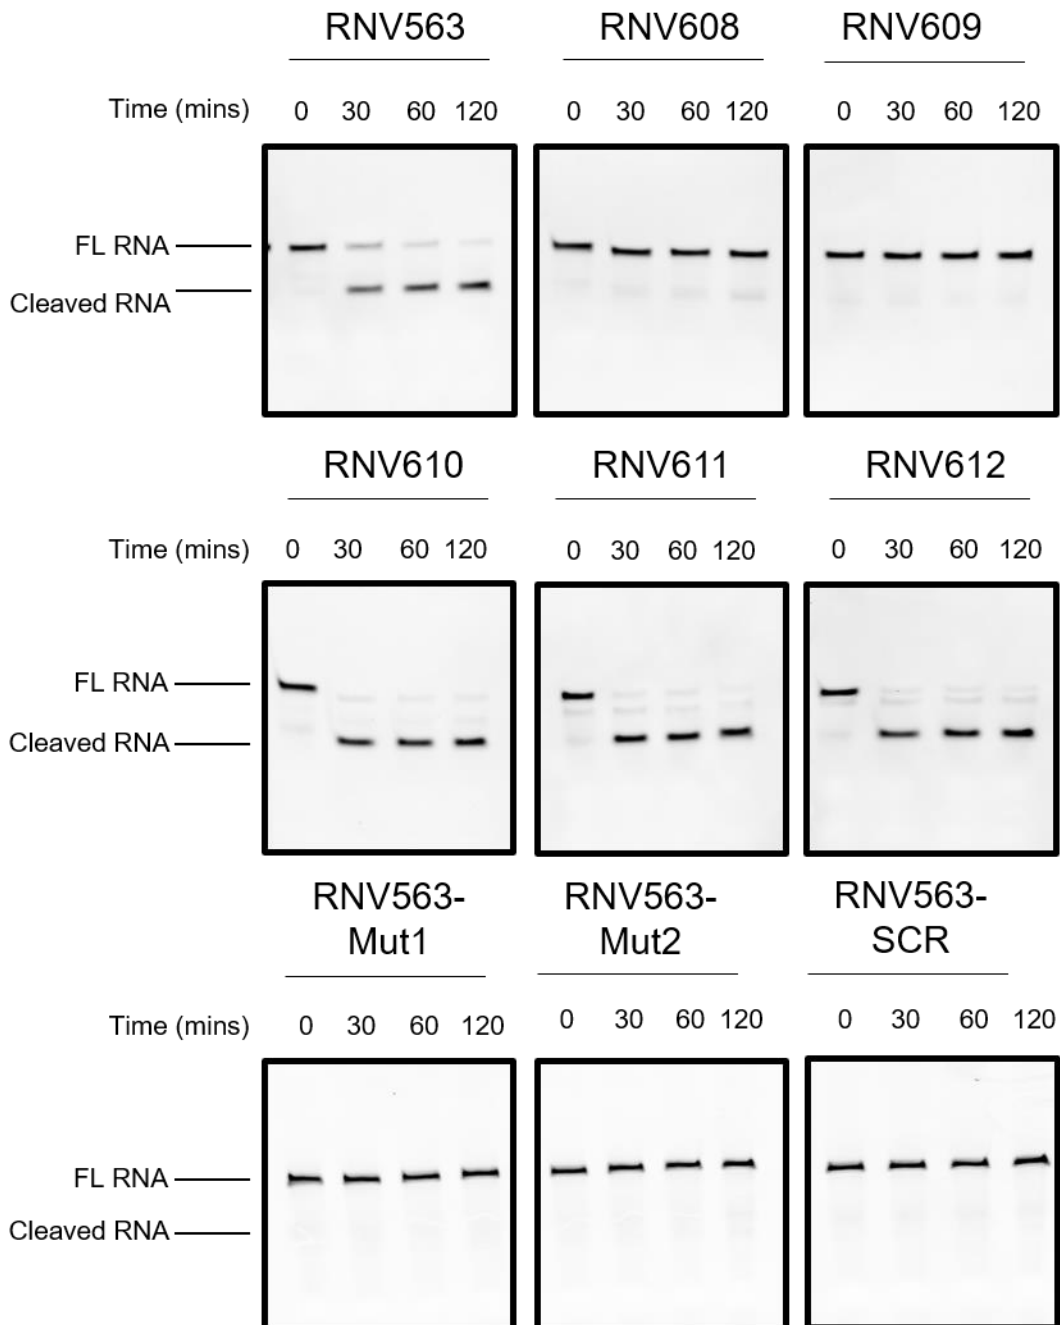 RNV563 RNV608 RNV609
Time (mins) 0 30 60 120 0 30 60 120 0 30 60 120
FL RNA
Cleaved RNA
RNV610 RNV611 RNV612
Time (mins) 0 30 60 120 0 30 60 120 0 30 60 120
FL RNA
Cleaved RNA
RNV563- RNV563- RNV563-
Mut1 Mut2 SCR
Time (mins) 0 30 60 120 0 30 60 120 0 30 60 120
FL RNA
Cleaved RNA